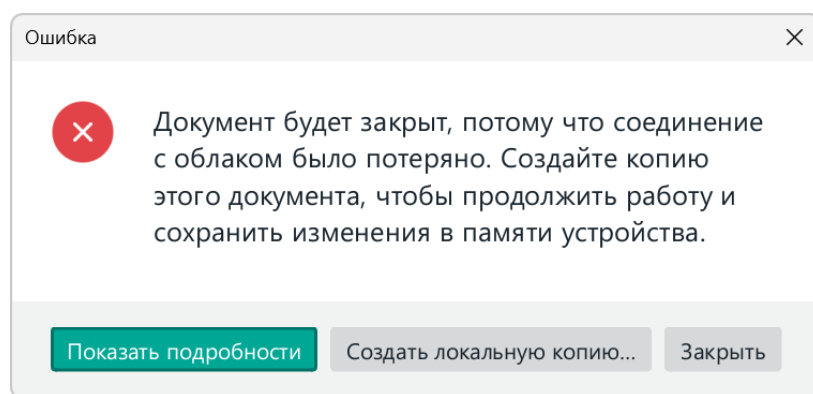 Ошибка
Документ будет закрыт, потому что соединение
с облаком было потеряно. Создайте копию
этого документа, чтобы продолжить работу и
сохранить изменения в памяти устройства.
Показать подробности Создать локальную копию... Закрыть